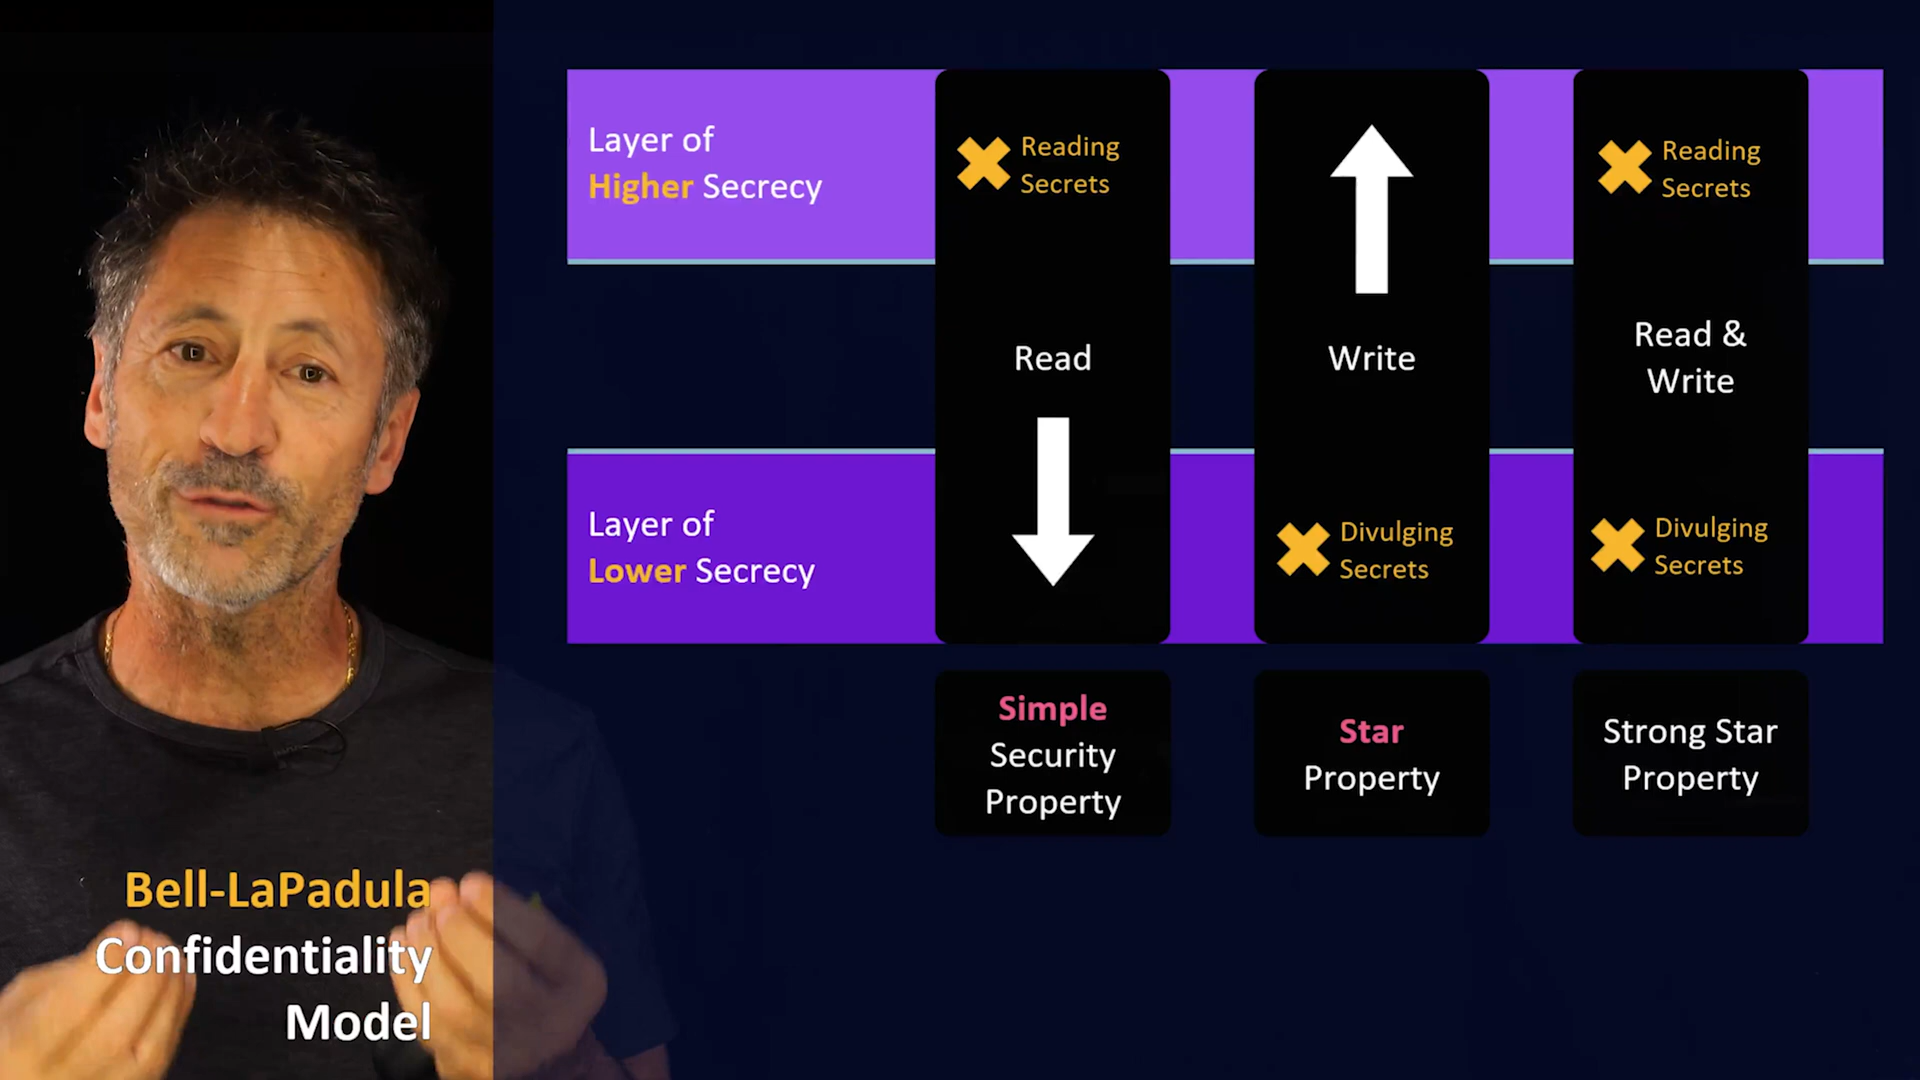 Layer of
Higher Secrecy
Reading
Secrets
Reading
Secrets
Read
Write
Read &
Write
Layer of
Lower Secrecy
Divulging
Secrets
Divulging
Secrets
Simple
Security
Property
Star
Property
Strong Star
Property
Bell-LaPadula
Confidentiality
Model